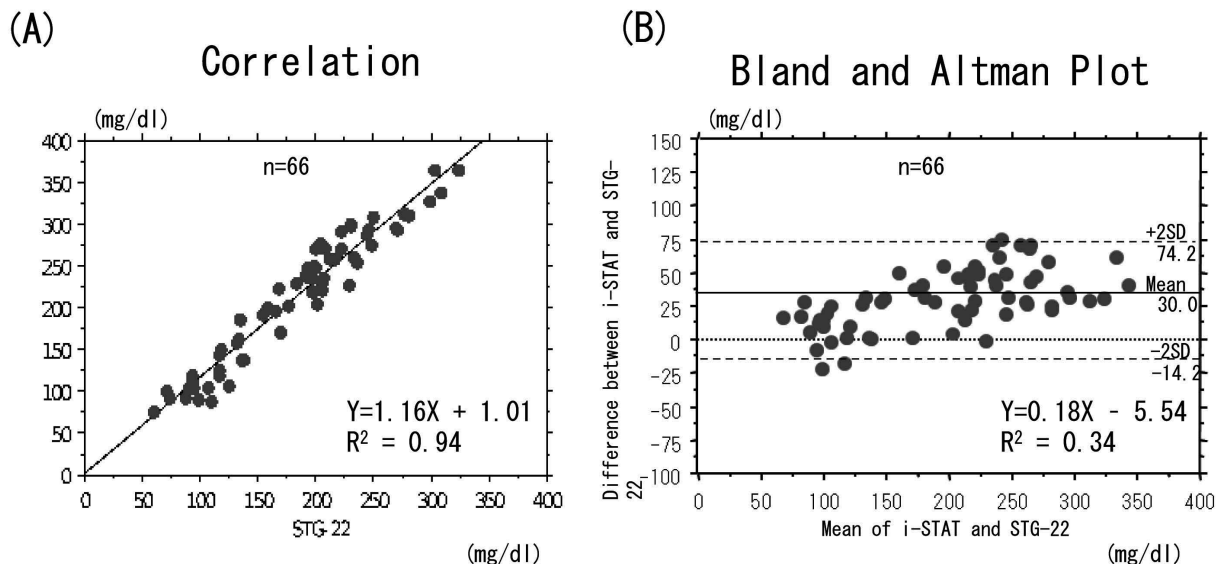 (A)
Correlation
(mg/dl)
400
350
300
250
200
150
100
50
0
n=66
Y=1.16X + 1.01
R² = 0.94
0 50 100 150 200 250 300 350 400
STG-22
(mg/dl)
(B)
Bland and Altman Plot
(mg/dl)
Difference between i-STAT and STG-
22
150
125
100
75
50
25
0
-25
-50
-75
-100
n=66
+2SD
74.2
Mean
30.0
-2SD
-14.2
Y=0.18X - 5.54
R² = 0.34
0 50 100 150 200 250 300 350 400
Mean of i-STAT and STG-22
(mg/dl)